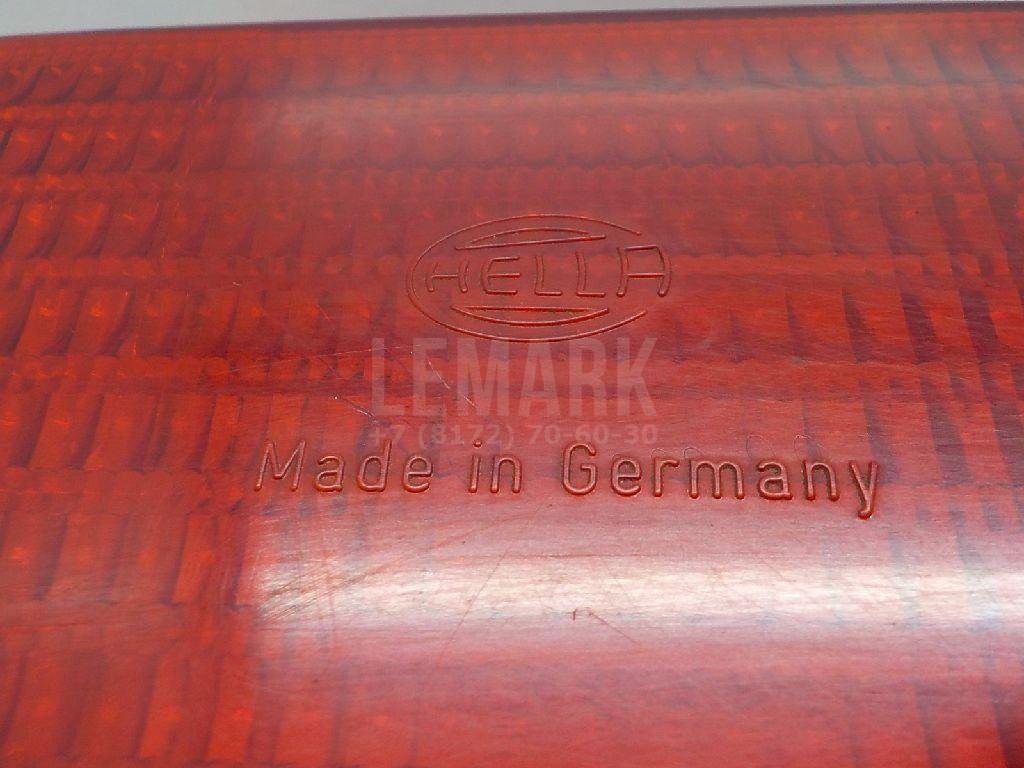 HELLA
LEMARK
+7 (8172) 70-60-30
Made in Germany